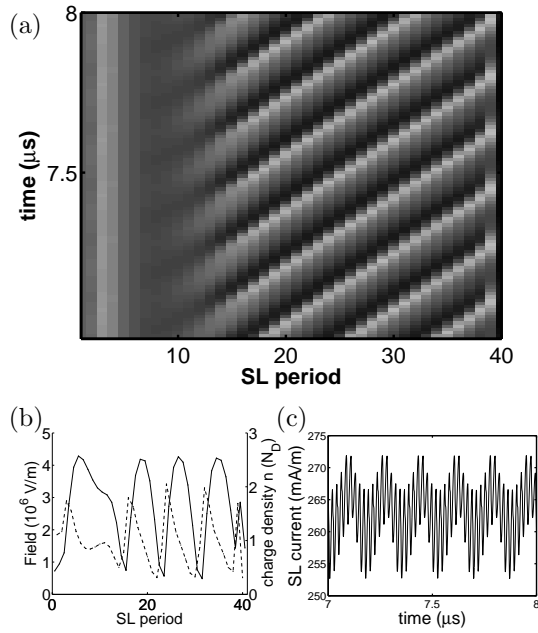 (a)
8
7.5
time (μs)
10 20 30 40
SL period
(b) (c)
5
4
3
2
1
0
Field (10⁶ V/m)
3
2
1
0
charge density n (N_D)
0 20 40
SL period
275
270
265
260
255
250
SL current (mA/m)
7 7.5 8
time (μs)